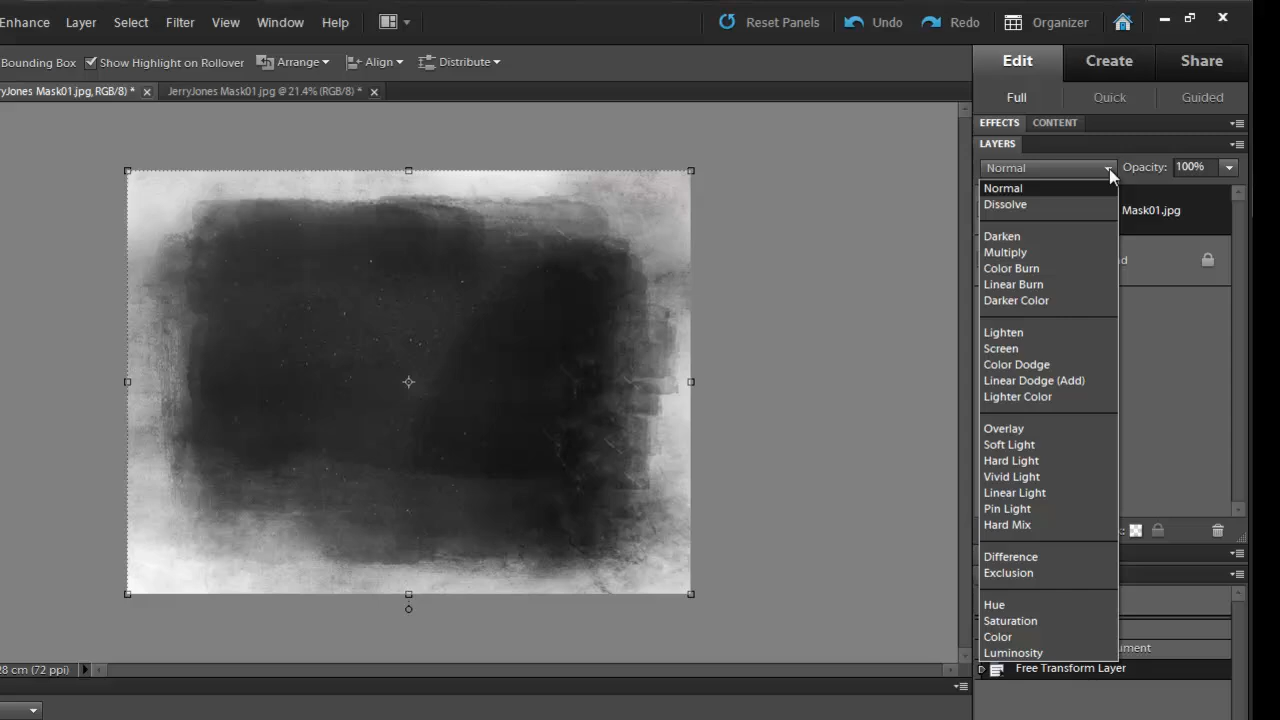 Enhance Layer Select Filter View Window Help Reset Panels Undo Redo Organizer
Bounding Box Show Highlight on Rollover Arrange Align Distribute
Edit Create Share
ryJones Mask01.jpg, RGB/8) * JerryJones Mask01.jpg @ 21.4% (RGB/8) *
Full Quick Guided
EFFECTS CONTENT
LAYERS
Normal Opacity: 100%
Normal
Dissolve
Mask01.jpg
Darken
Multiply
Color Burn
Linear Burn
Darker Color
Lighten
Screen
Color Dodge
Linear Dodge (Add)
Lighter Color
Overlay
Soft Light
Hard Light
Vivid Light
Linear Light
Pin Light
Hard Mix
Difference
Exclusion
Hue
Saturation
Color
Luminosity
28 cm (72 ppi)
Free Transform Layer